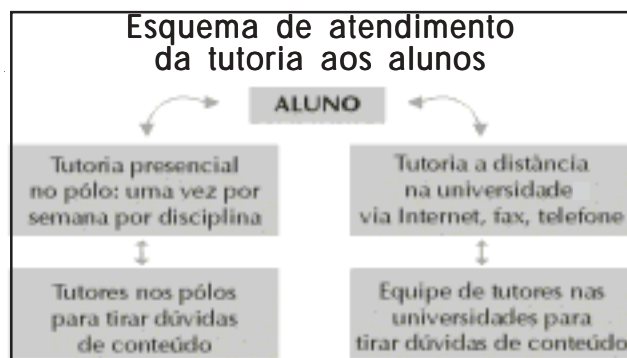 Esquema de atendimento
da tutoria aos alunos
ALUNO
Tutoria presencial
no pólo: uma vez por
semana por disciplina
Tutoria a distância
na universidade
via Internet, fax, telefone
Tutores nos pólos
para tirar dúvidas
de conteúdo
Equipe de tutores nas
universidades para
tirar dúvidas de conteúdo